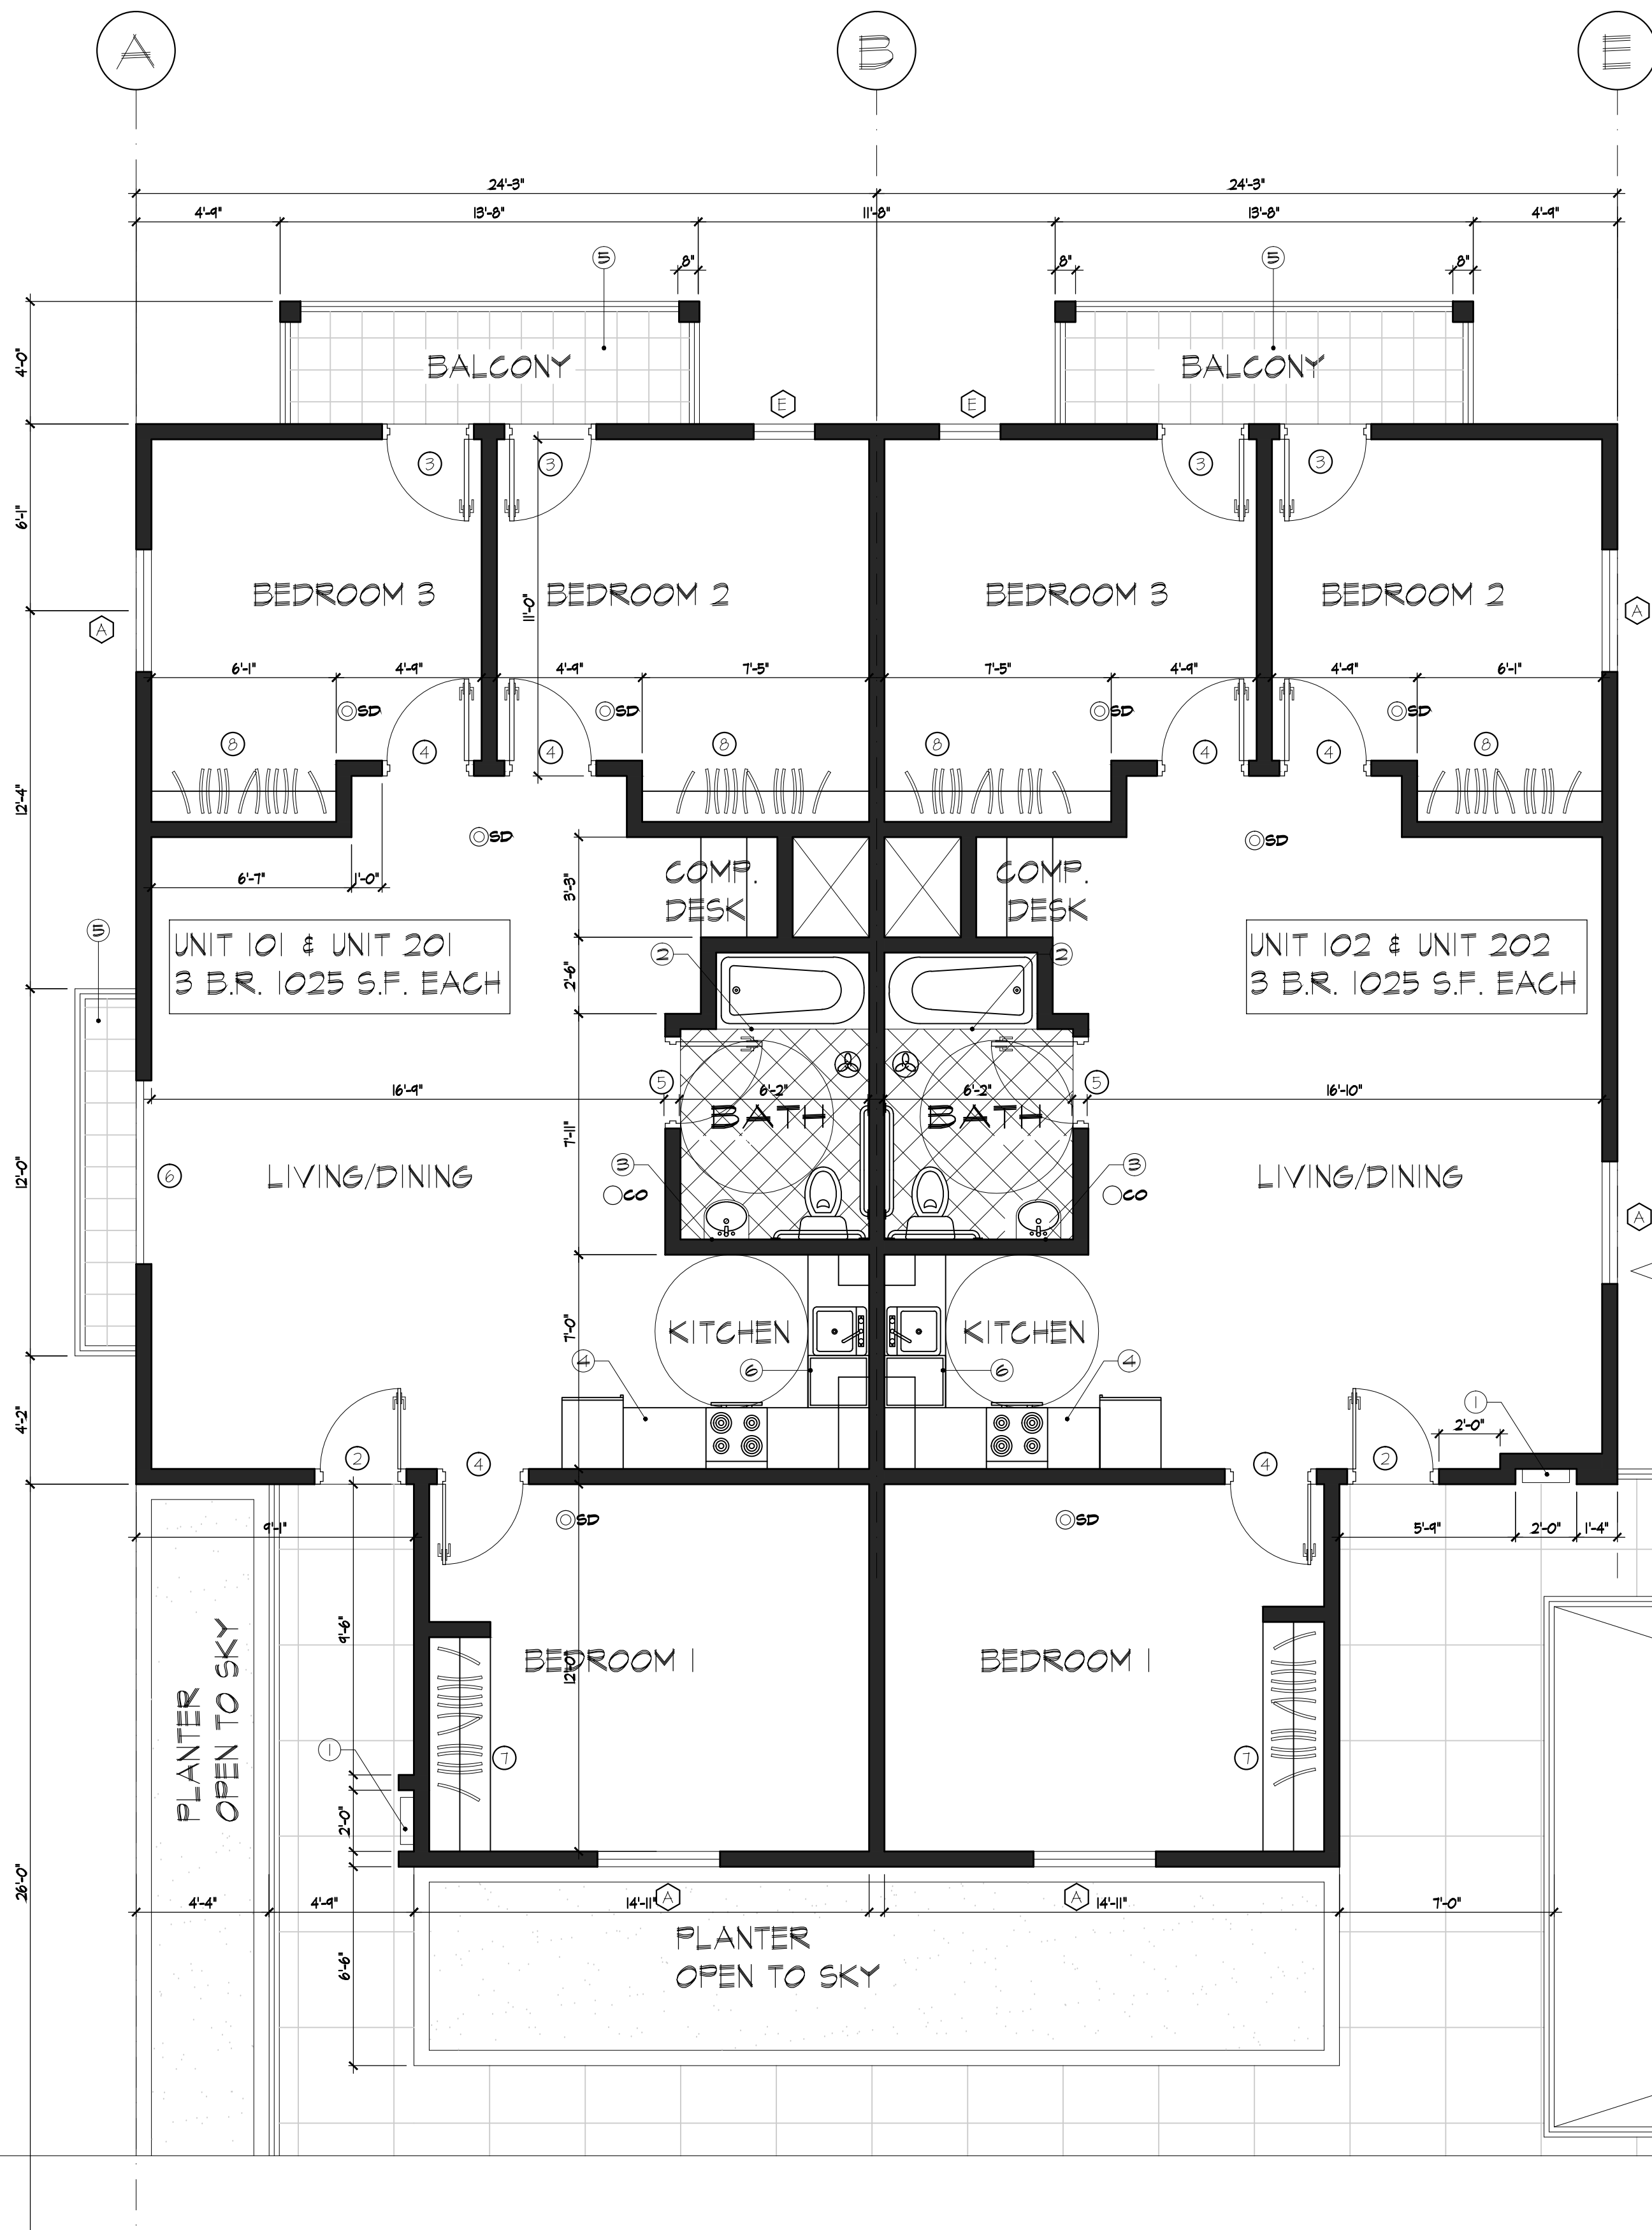 A B E
24'-3" 24'-3"
4'-9" 13'-8" 11'-8" 13'-8" 4'-9"
5 8" 8" 5 8"
4'-0"
BALCONY BALCONY
E E
3 3 3 3
6'-1"
BEDROOM 3 11'-0" BEDROOM 2 BEDROOM 3 BEDROOM 2
A A
6'-1" 4'-9" 4'-9" 7'-5" 7'-5" 4'-9" 4'-9" 6'-1"
SD SD SD SD
8 4 4 8 8 4 4 8
12'-4"
SD SD
6'-7" 1'-0" 3'-3" COMP. COMP.
DESK DESK
5 UNIT 101 & UNIT 201 UNIT 102 & UNIT 202
3 B.R. 1025 S.F. EACH 3 B.R. 1025 S.F. EACH
2'-6" 2 2
16'-9" 5 6'-2" 6'-2" 5 16'-10"
7'-11" BATH BATH
12'-0" 6 LIVING/DINING 3 3 LIVING/DINING
CO CO A
7'-0" KITCHEN KITCHEN
4 6 6 4
4'-2" 1
2'-0"
2 4 4 2
SD SD
9'-1" 5'-9" 2'-0" 1'-4"
9'-6"
BEDROOM 1 12'-0" BEDROOM 1
PLANTER
OPEN TO SKY
1 7 7
2'-0"
26'-0"
4'-4" 4'-9" 14'-11" A A 14'-11" 7'-0"
6'-6" PLANTER
OPEN TO SKY